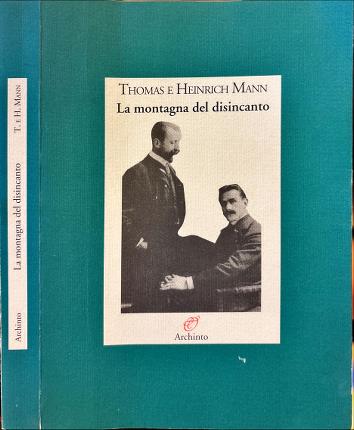 T. E H. MANN
La montagna del disincanto
Archinto
THOMAS E HEINRICH MANN
La montagna del disincanto
Archinto